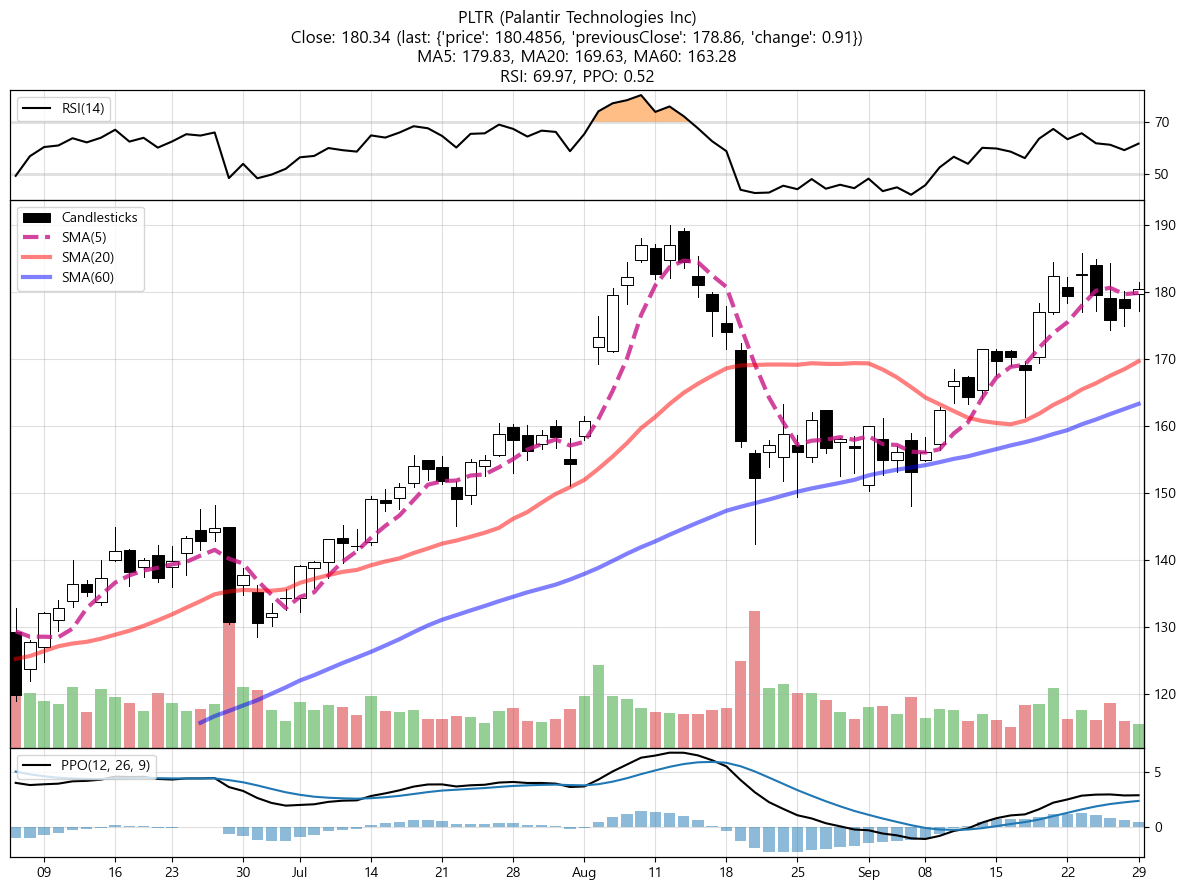 PLTR (Palantir Technologies Inc)
Close: 180.34 (last: {'price': 180.4856, 'previousClose': 178.86, 'change': 0.91})
MA5: 179.83, MA20: 169.63, MA60: 163.28
RSI: 69.97, PPO: 0.52
RSI(14)
70
50
Candlesticks
SMA(5)
SMA(20)
SMA(60)
190
180
170
160
150
140
130
120
PPO(12, 26, 9)
5
0
09 16 23 30 Jul 14 21 28 Aug 11 18 25 Sep 08 15 22 29